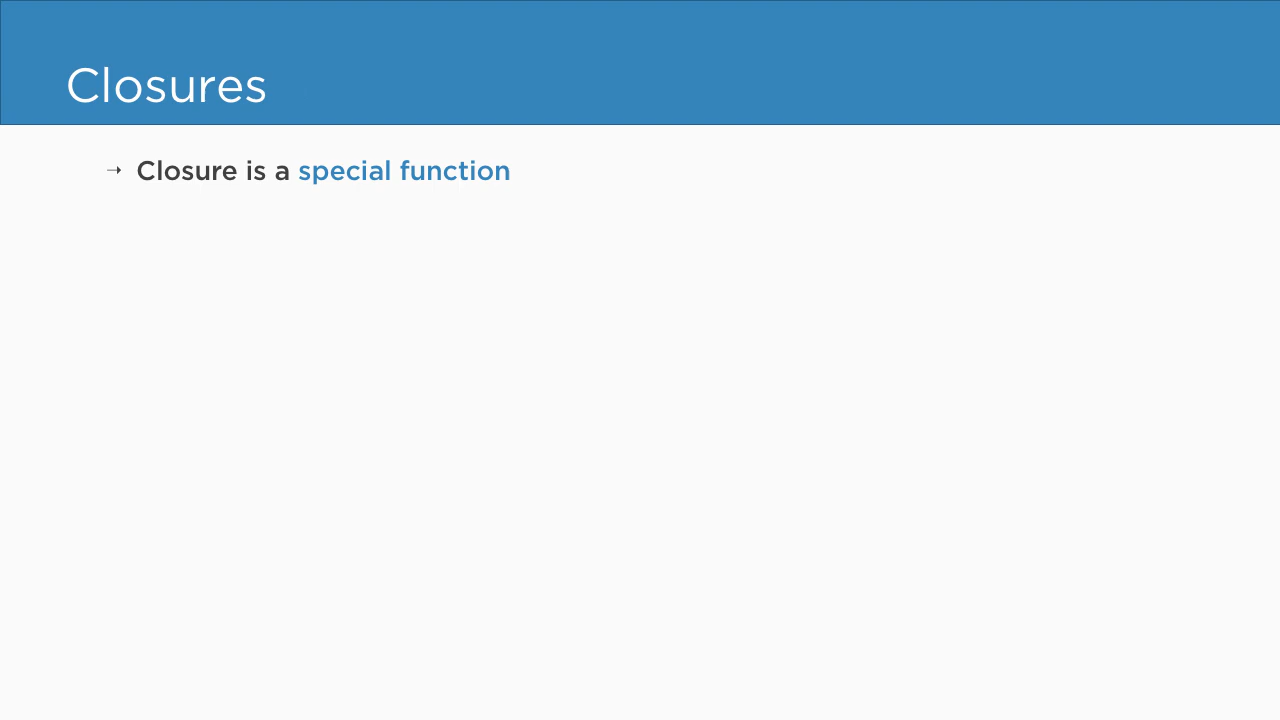 Closures
→ Closure is a special function